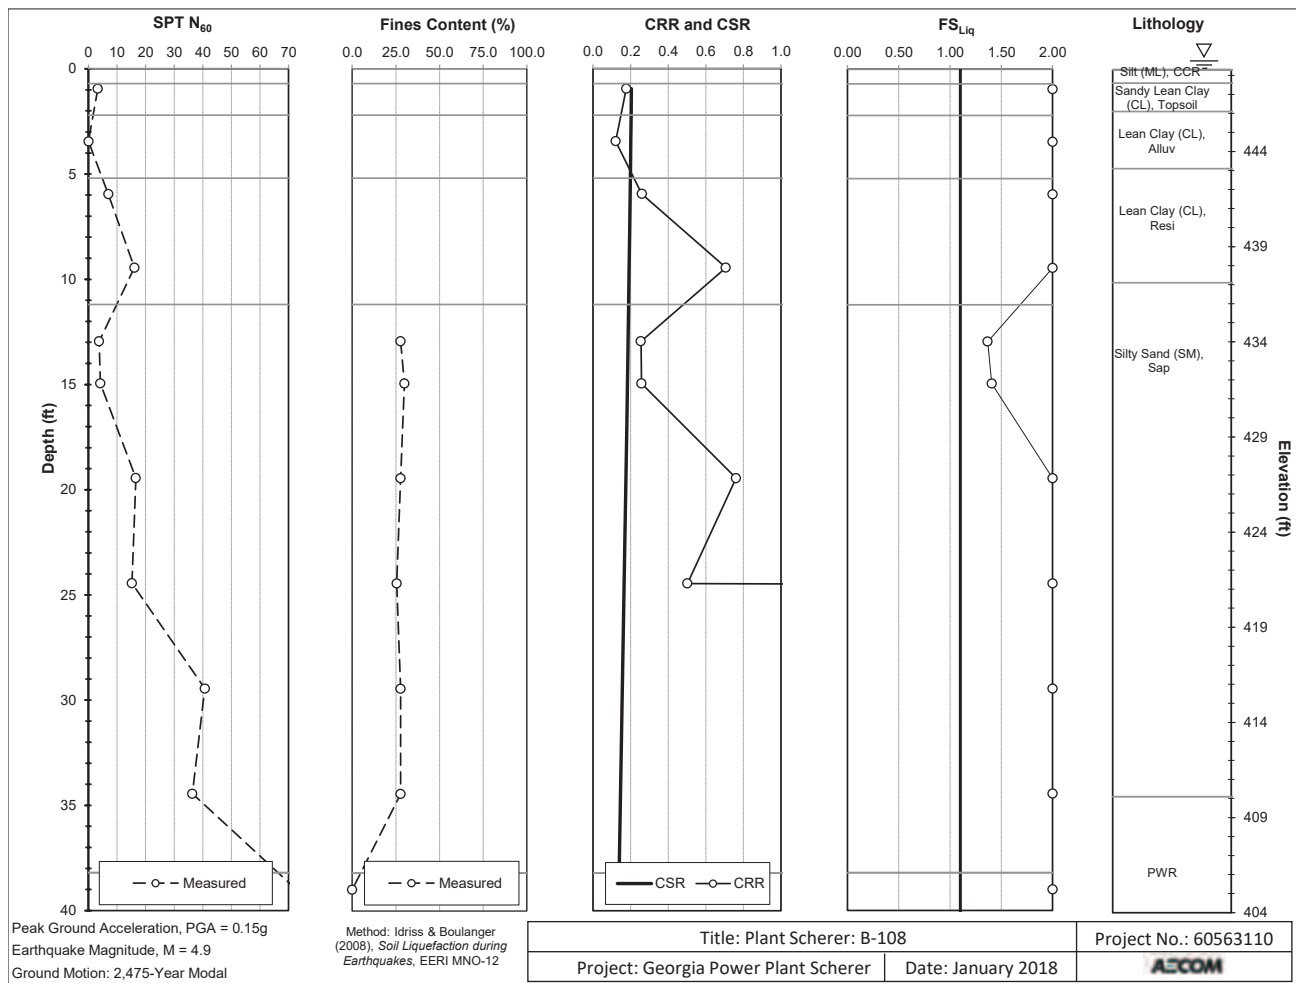 SPT N60
Fines Content (%)
CRR and CSR
FSLiq
Lithology
0 10 20 30 40 50 60 70
0.0 25.0 50.0 75.0 100.0
0.0 0.2 0.4 0.6 0.8 1.0
0.00 0.50 1.00 1.50 2.00
0
5
10
15
20
25
30
35
40
Depth (ft)
Silt (ML), CCR
Sandy Lean Clay
(CL), Topsoil
Lean Clay (CL),
Alluv
Lean Clay (CL),
Resi
Silty Sand (SM),
Sap
PWR
444
439
434
429
424
419
414
409
404
Elevation (ft)
Measured
Measured
CSR CRR
Peak Ground Acceleration, PGA = 0.15g
Earthquake Magnitude, M = 4.9
Ground Motion: 2,475-Year Modal
Method: Idriss & Boulanger
(2008), Soil Liquefaction during
Earthquakes, EERI MNO-12
Title: Plant Scherer: B-108
Project No.: 60563110
Project: Georgia Power Plant Scherer
Date: January 2018
AECOM